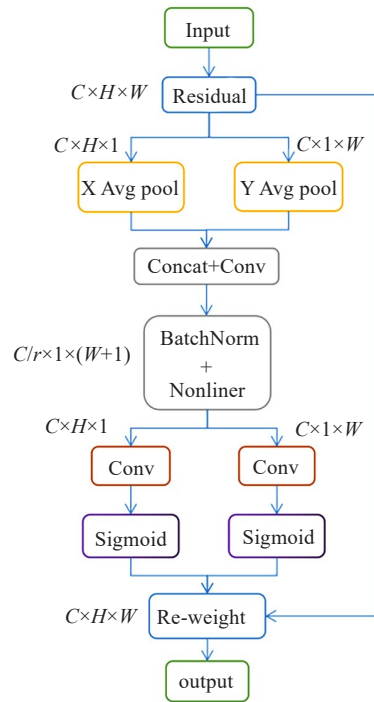 Input
C×H×W
Residual
C×H×1
C×1×W
X Avg pool
Y Avg pool
Concat+Conv
C/r×1×(W+1)
BatchNorm
+
Nonliner
C×H×1
C×1×W
Conv
Conv
Sigmoid
Sigmoid
C×H×W
Re-weight
output